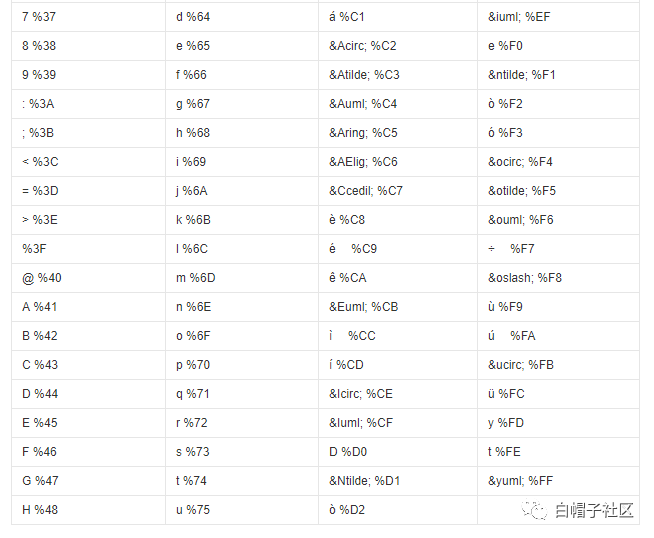 7 %37 d %64 á %C1 &iuml; %EF
8 %38 e %65 &Acirc; %C2 e %F0
9 %39 f %66 &Atilde; %C3 &ntilde; %F1
: %3A g %67 &Auml; %C4 ò %F2
; %3B h %68 &Aring; %C5 ó %F3
< %3C i %69 &AElig; %C6 &ocirc; %F4
= %3D j %6A &Ccedil; %C7 &otilde; %F5
> %3E k %6B è %C8 &ouml; %F6
%3F l %6C é %C9 ÷ %F7
@ %40 m %6D ê %CA &oslash; %F8
A %41 n %6E &Euml; %CB ù %F9
B %42 o %6F ì %CC ú %FA
C %43 p %70 í %CD &ucirc; %FB
D %44 q %71 &Icirc; %CE ü %FC
E %45 r %72 &Iuml; %CF y %FD
F %46 s %73 D %D0 t %FE
G %47 t %74 &Ntilde; %D1 &yuml; %FF
H %48 u %75 ò %D2
白帽子社区